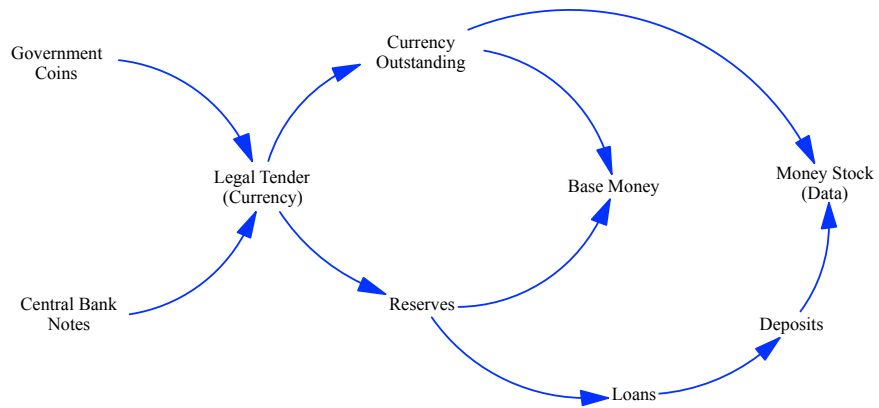 Government
Coins
Currency
Outstanding
Legal Tender
(Currency)
Base Money
Money Stock
(Data)
Central Bank
Notes
Reserves
Deposits
Loans